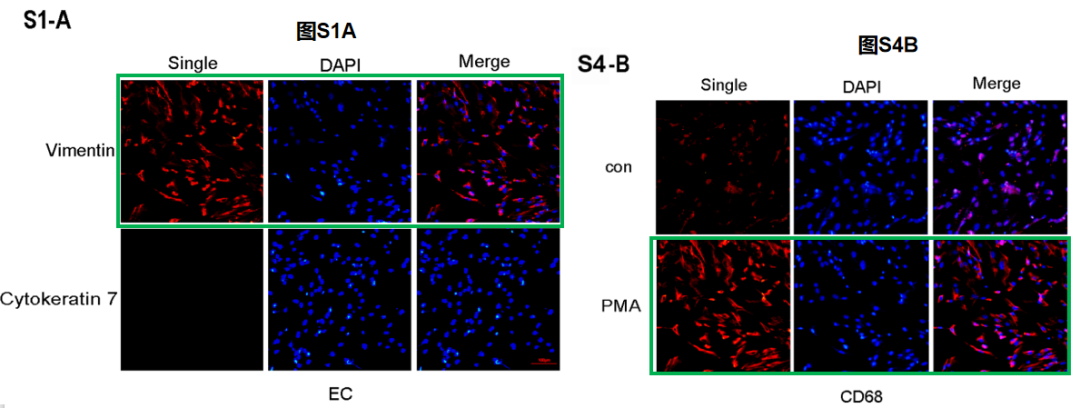 S1-A
图S1A
Single DAPI Merge
Vimentin
Cytokeratin 7
EC
图S4B
S4-B
Single DAPI Merge
con
PMA
CD68